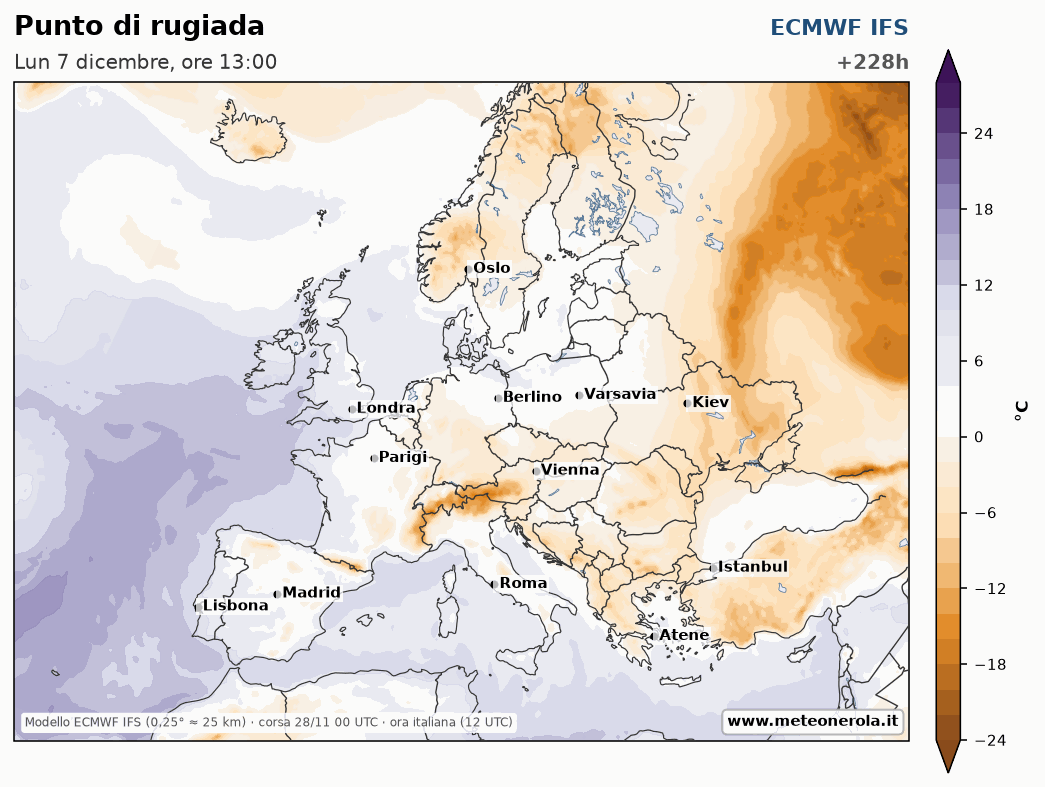 Punto di rugiada
ECMWF IFS
Lun 7 dicembre, ore 13:00
+228h
Oslo
Londra
Berlino
Varsavia
Kiev
Parigi
Vienna
Istanbul
Roma
Madrid
Lisbona
Atene
Modello ECMWF IFS (0,25° ≈ 25 km) · corsa 28/11 00 UTC · ora italiana (12 UTC)
www.meteonerola.it
24
18
12
6
0
−6
−12
−18
−24
°C